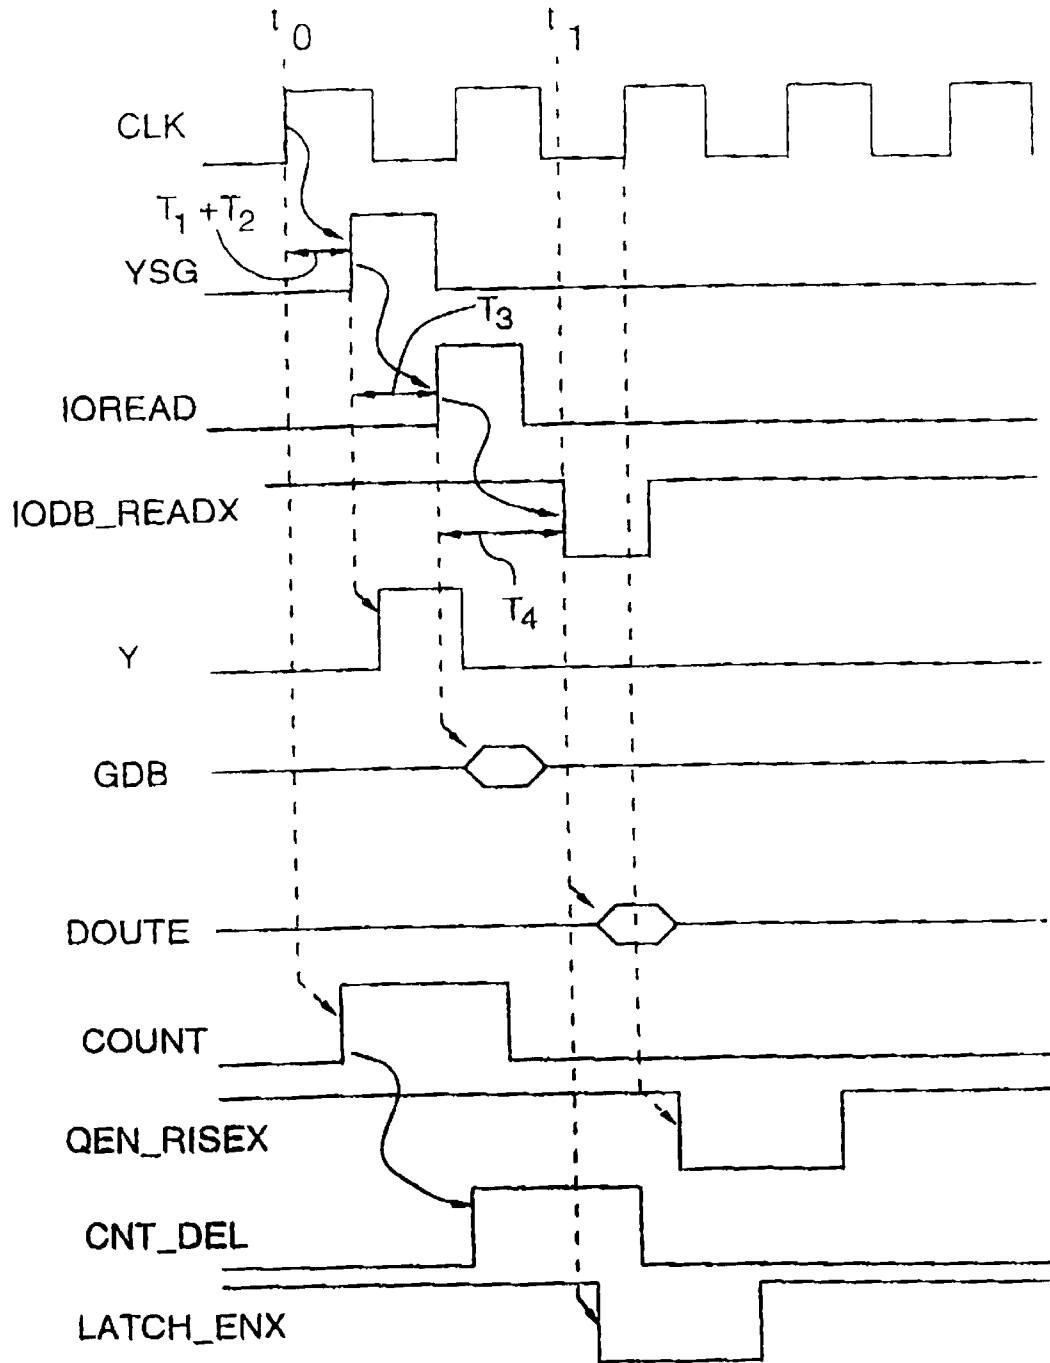 t0 t1
CLK
T1 + T2
YSG
T3
IOREAD
IODB_READX
T4
Y
GDB
DOUTE
COUNT
QEN_RISEX
CNT_DEL
LATCH_ENX